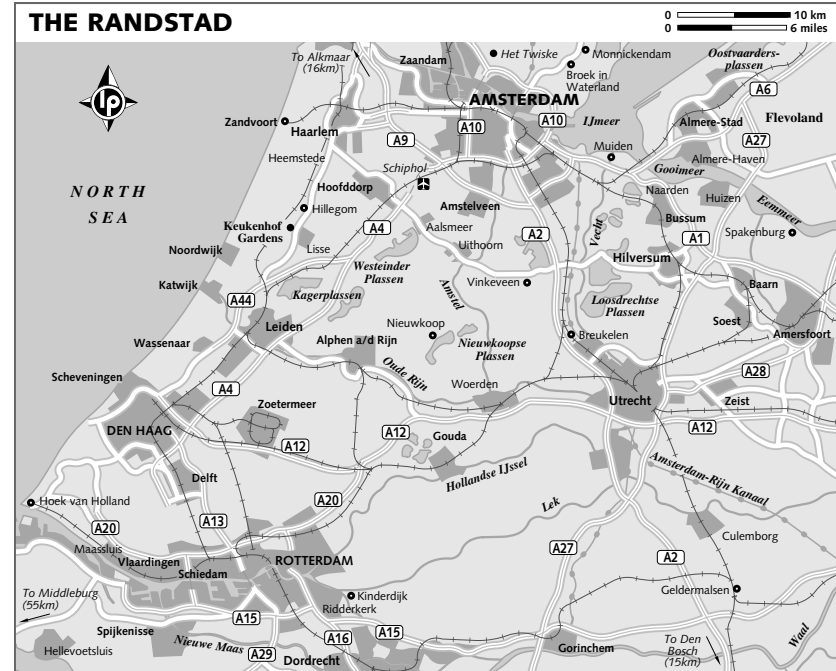 THE RANDSTAD
0 10 km
0 6 miles
To Alkmaar
(16km)
Zaandam
Het Twiske
Monnickendam
Broek in
Waterland
Oostvaarders-
plassen
lp
AMSTERDAM
A6
Zandvoort
Haarlem
A10
A10
IJmeer
Almere-Stad
Flevoland
A9
Muiden
A27
Heemstede
Schiphol
Gooimeer
Almere-Haven
NORTH
SEA
Hoofddorp
Naarden
Huizen
Eemmeer
Hillegom
Amstelveen
Bussum
Keukenhof
Gardens
A4
Aalsmeer
A2
Vecht
A1
Spakenburg
Lisse
Uithoorn
Noordwijk
Westeinder
Plassen
Hilversum
Katwijk
Kagerplassen
Vinkeveen
Baarn
A44
Amstel
Loosdrechtse
Plassen
Leiden
Nieuwkoop
Soest
Wassenaar
Alphen a/d Rijn
Nieuwkoopse
Plassen
Breukelen
Amersfoort
Scheveningen
A4
Oude Rijn
Woerden
A28
Zoetermeer
Utrecht
Zeist
DEN HAAG
A12
A12
A12
Gouda
Delft
Hollandse IJssel
Amsterdam-Rijn Kanaal
Hoek van Holland
A20
Lek
A20
A13
Culemborg
Maassluis
A27
A2
Vlaardingen
ROTTERDAM
Schiedam
To Middleburg
(55km)
Kinderdijk
Geldermalsen
Ridderkerk
A15
Spijkenisse
A15
Waal
Nieuwe Maas
A16
Gorinchem
To Den
Bosch
(15km)
Hellevoetsluis
A29
Dordrecht